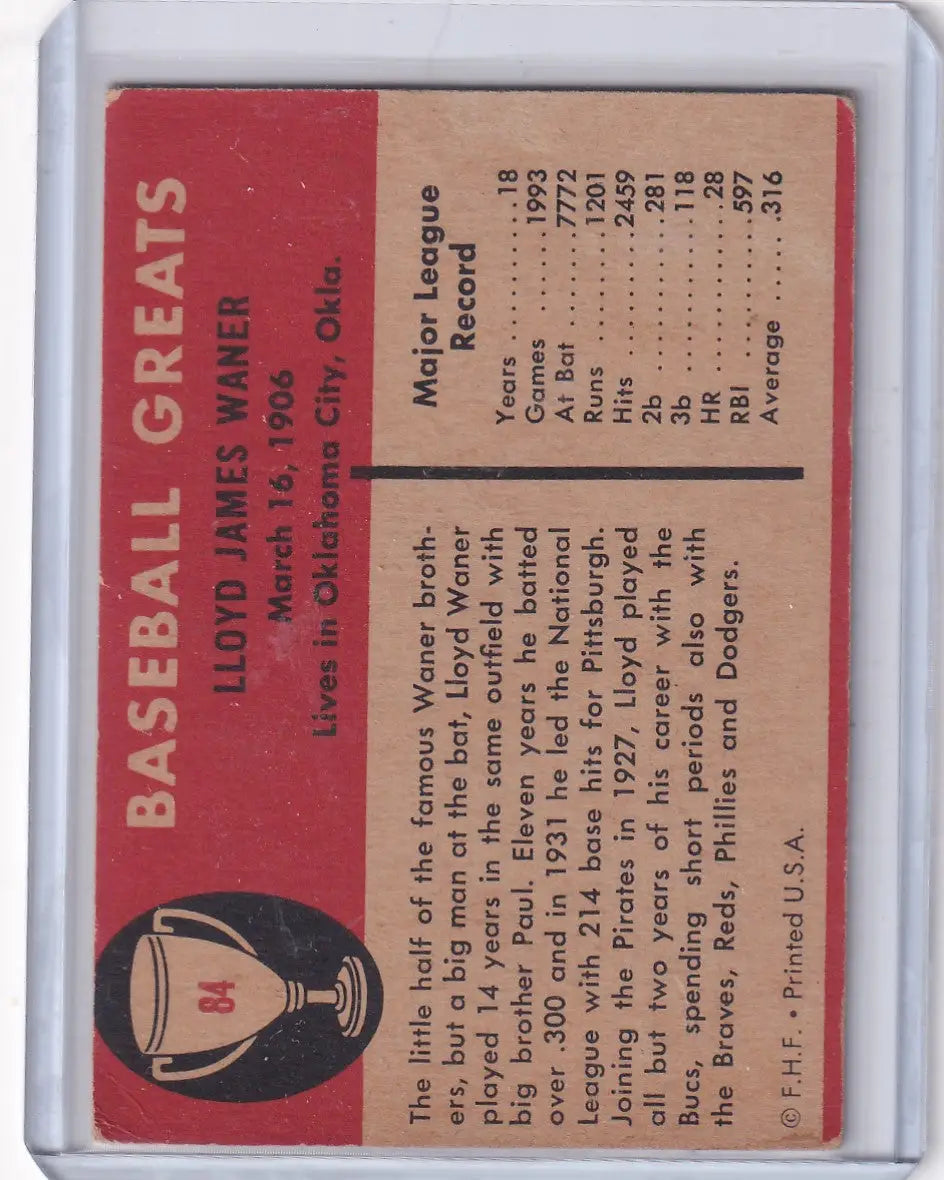 84
BASEBALL GREATS
LLOYD JAMES WANER
March 16, 1906
Lives in Oklahoma City, Okla.
The little half of the famous Waner broth-
ers, but a big man at the bat, Lloyd Waner
played 14 years in the same outfield with
big brother Paul. Eleven years he batted
over .300 and in 1931 he led the National
League with 214 base hits for Pittsburgh.
Joining the Pirates in 1927, Lloyd played
all but two years of his career with the
Bucs, spending short periods also with
the Braves, Reds, Phillies and Dodgers.
© F.H.F. • Printed U.S.A.
Major League
Record
Years . . . . . . . . . . 18
Games . . . . . . 1993
At Bat . . . . . . . 7772
Runs . . . . . . . . 1201
Hits . . . . . . . . . 2459
2b . . . . . . . . . . . 281
3b . . . . . . . . . . . 118
HR . . . . . . . . . . . 28
RBI . . . . . . . . . . 597
Average . . . . . .316